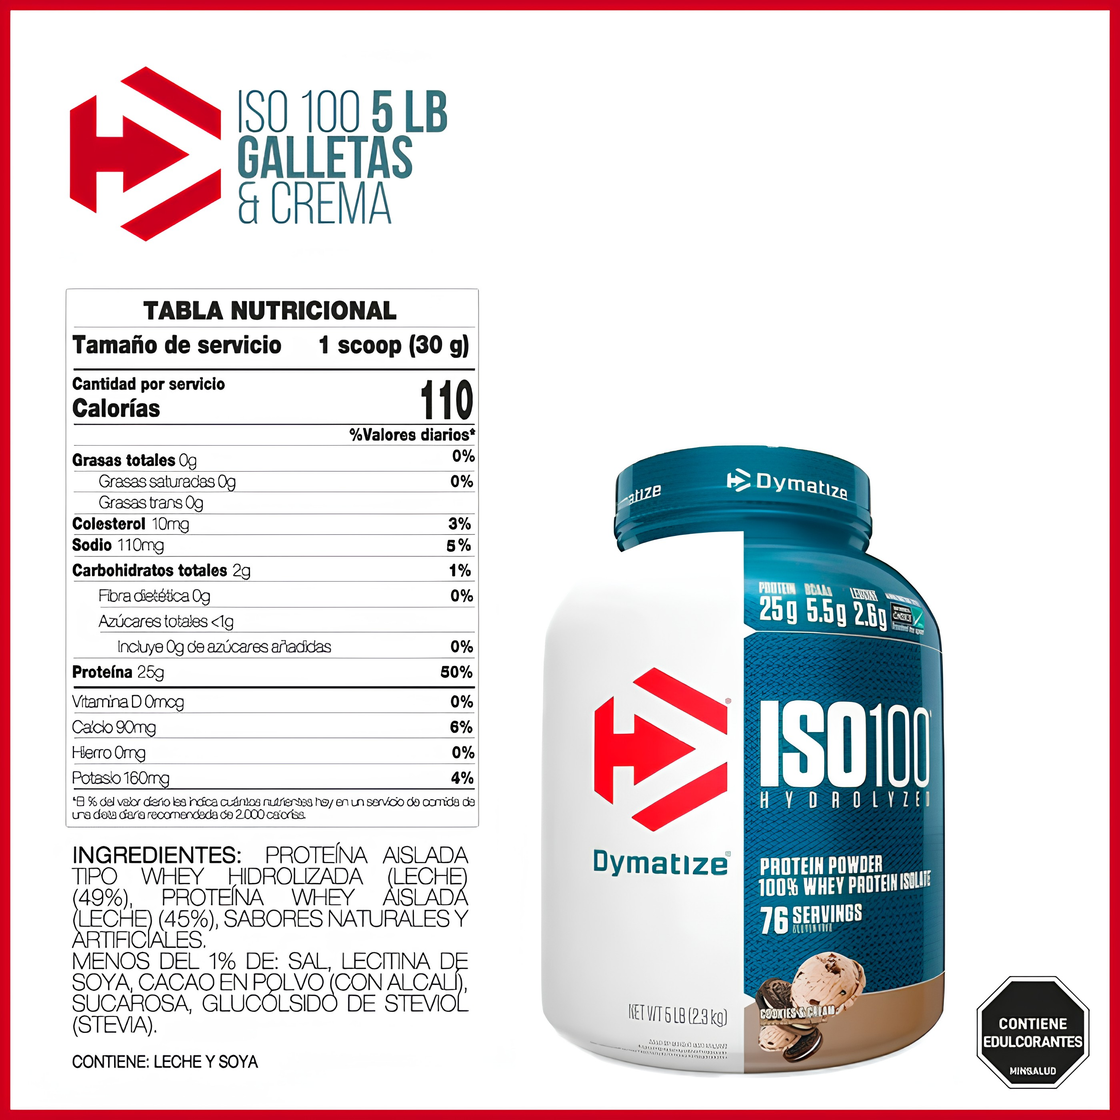 ISO 100 5 LB
GALLETAS
& CREMA
TABLA NUTRICIONAL
Tamaño de servicio 1 scoop (30 g)
Cantidad por servicio
Calorías 110
%Valores diarios*
Grasas totales 0g 0%
Grasas saturadas 0g 0%
Grasas trans 0g
Colesterol 10mg 3%
Sodio 110mg 5%
Carbohidratos totales 2g 1%
Fibra dietética 0g 0%
Azúcares totales <1g
Incluye 0g de azúcares añadidas 0%
Proteína 25g 50%
Vitamina D 0mcg 0%
Calcio 90mg 6%
Hierro 0mg 0%
Potasio 160mg 4%
*El % del valor diario les indica cuántos nutrientes hay en un servicio de comida de
una dieta diaria recomendada de 2.000 calorías.
INGREDIENTES: PROTEÍNA AISLADA
TIPO WHEY HIDROLIZADA (LECHE)
(49%), PROTEÍNA WHEY AISLADA
(LECHE) (45%), SABORES NATURALES Y
ARTIFICIALES.
MENOS DEL 1% DE: SAL, LECITINA DE
SOYA, CACAO EN POLVO (CON ALCALÍ),
SUCAROSA, GLUCÓLSIDO DE STEVIOL
(STEVIA).
CONTIENE: LECHE Y SOYA
Dymatize
PROTEIN BCAAs
25g 5.5g 2.6g
ISO100
HYDROLYZED
Dymatize
PROTEIN POWDER
100% WHEY PROTEIN ISOLATE
76 SERVINGS
GLUTEN FREE
COOKIES & CREAM
NET WT 5 LB (2.3 kg)
CONTIENE
EDULCORANTES
MINSALUD